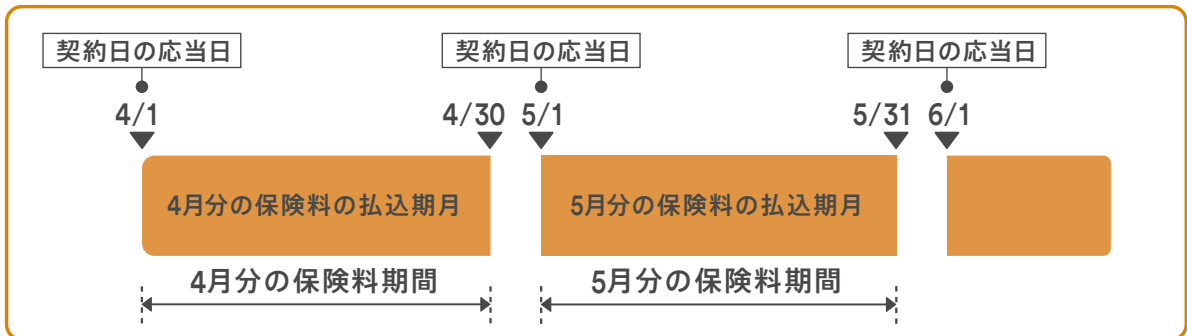 契約日の応当日
契約日の応当日
契約日の応当日
4/1
4/30
5/1
5/31
6/1
4月分の保険料の払込期月
5月分の保険料の払込期月
4月分の保険料期間
5月分の保険料期間